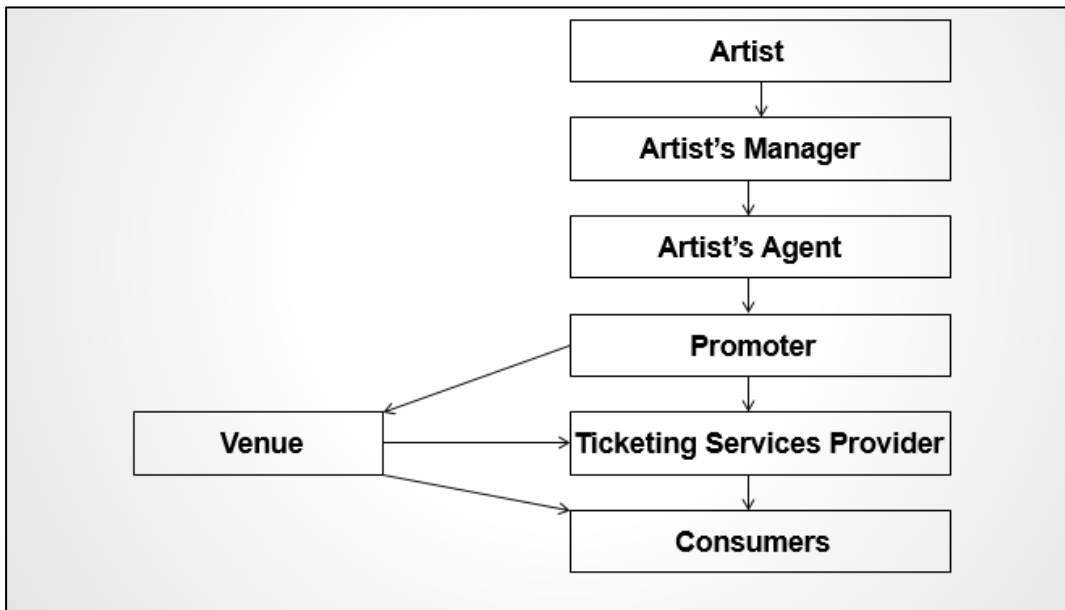 Artist
Artist’s Manager
Artist’s Agent
Promoter
Venue
Ticketing Services Provider
Consumers